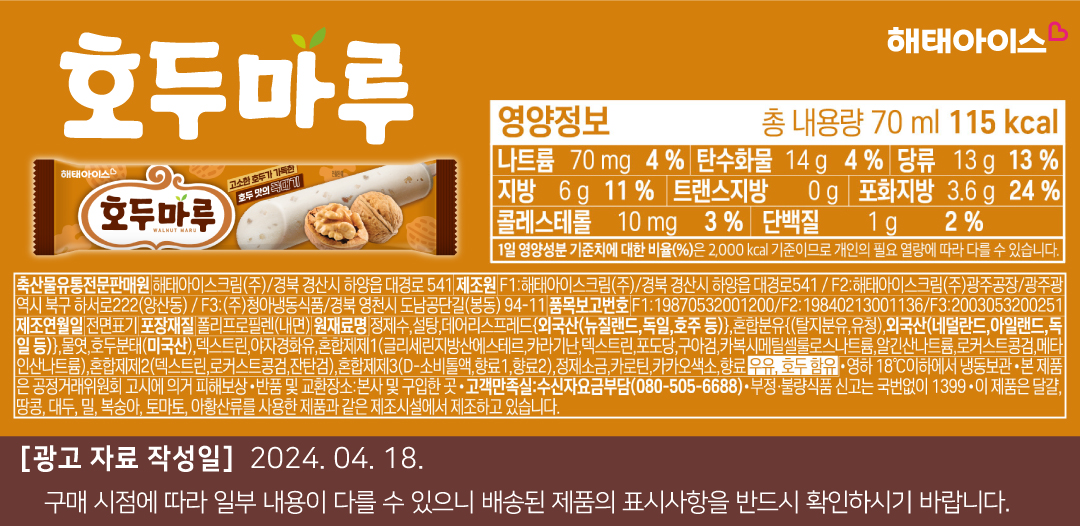 호두마루
해태아이스
해태아이스
호두마루
WALNUT MARU
고소한 호두가 가득한
호두 맛의
영양정보 총 내용량 70 ml 115 kcal
나트륨 70 mg 4 % 탄수화물 14 g 4 % 당류 13 g 13 %
지방 6 g 11 % 트랜스지방 0 g 포화지방 3.6 g 24 %
콜레스테롤 10 mg 3 % 단백질 1 g 2 %
1일 영양성분 기준치에 대한 비율(%)은 2,000 kcal 기준이므로 개인의 필요 열량에 따라 다를 수 있습니다.
축산물유통전문판매원 해태아이스크림(주)/경북 경산시 하양읍 대경로 541 제조원 F1:해태아이스크림(주)/경북 경산시 하양읍 대경로541 / F2:해태아이스크림(주)광주공장/광주광
역시 북구 하서로222(양산동) / F3:(주)청아냉동식품/경북 영천시 도남공단길(봉동) 94-11 품목보고번호 F1:19870532001200/F2:19840213001136/F3:2003053200251
제조연월일 전면표기 포장재질 폴리프로필렌(내면) 원재료명 정제수,설탕,데어리스프레드{외국산(뉴질랜드,독일,호주 등)},혼합분유{(탈지분유,유청),외국산(네덜란드,아일랜드,독
일 등)},물엿,호두분태(미국산),덱스트린,야자경화유,혼합제제1(글리세린지방산에스테르,카라기난,덱스트린,포도당,구아검,카복시메틸셀룰로스나트륨,알긴산나트륨,로커스트콩검,메타
인산나트륨),혼합제제2(덱스트린,로커스트콩검,잔탄검),혼합제제3(D-소비톨액,향료1,향료2),정제소금,카로틴,카카오색소,향료 우유, 호두 함유 •영하 18℃이하에서 냉동보관 •본 제품
은 공정거래위원회 고시에 의거 피해보상 •반품 및 교환장소:본사 및 구입한 곳 •고객만족실:수신자요금부담(080-505-6688) •부정·불량식품 신고는 국번없이 1399 •이 제품은 달걀,
땅콩, 대두, 밀, 복숭아, 토마토, 아황산류를 사용한 제품과 같은 제조시설에서 제조하고 있습니다.
[광고 자료 작성일] 2024. 04. 18.
구매 시점에 따라 일부 내용이 다를 수 있으니 배송된 제품의 표시사항을 반드시 확인하시기 바랍니다.